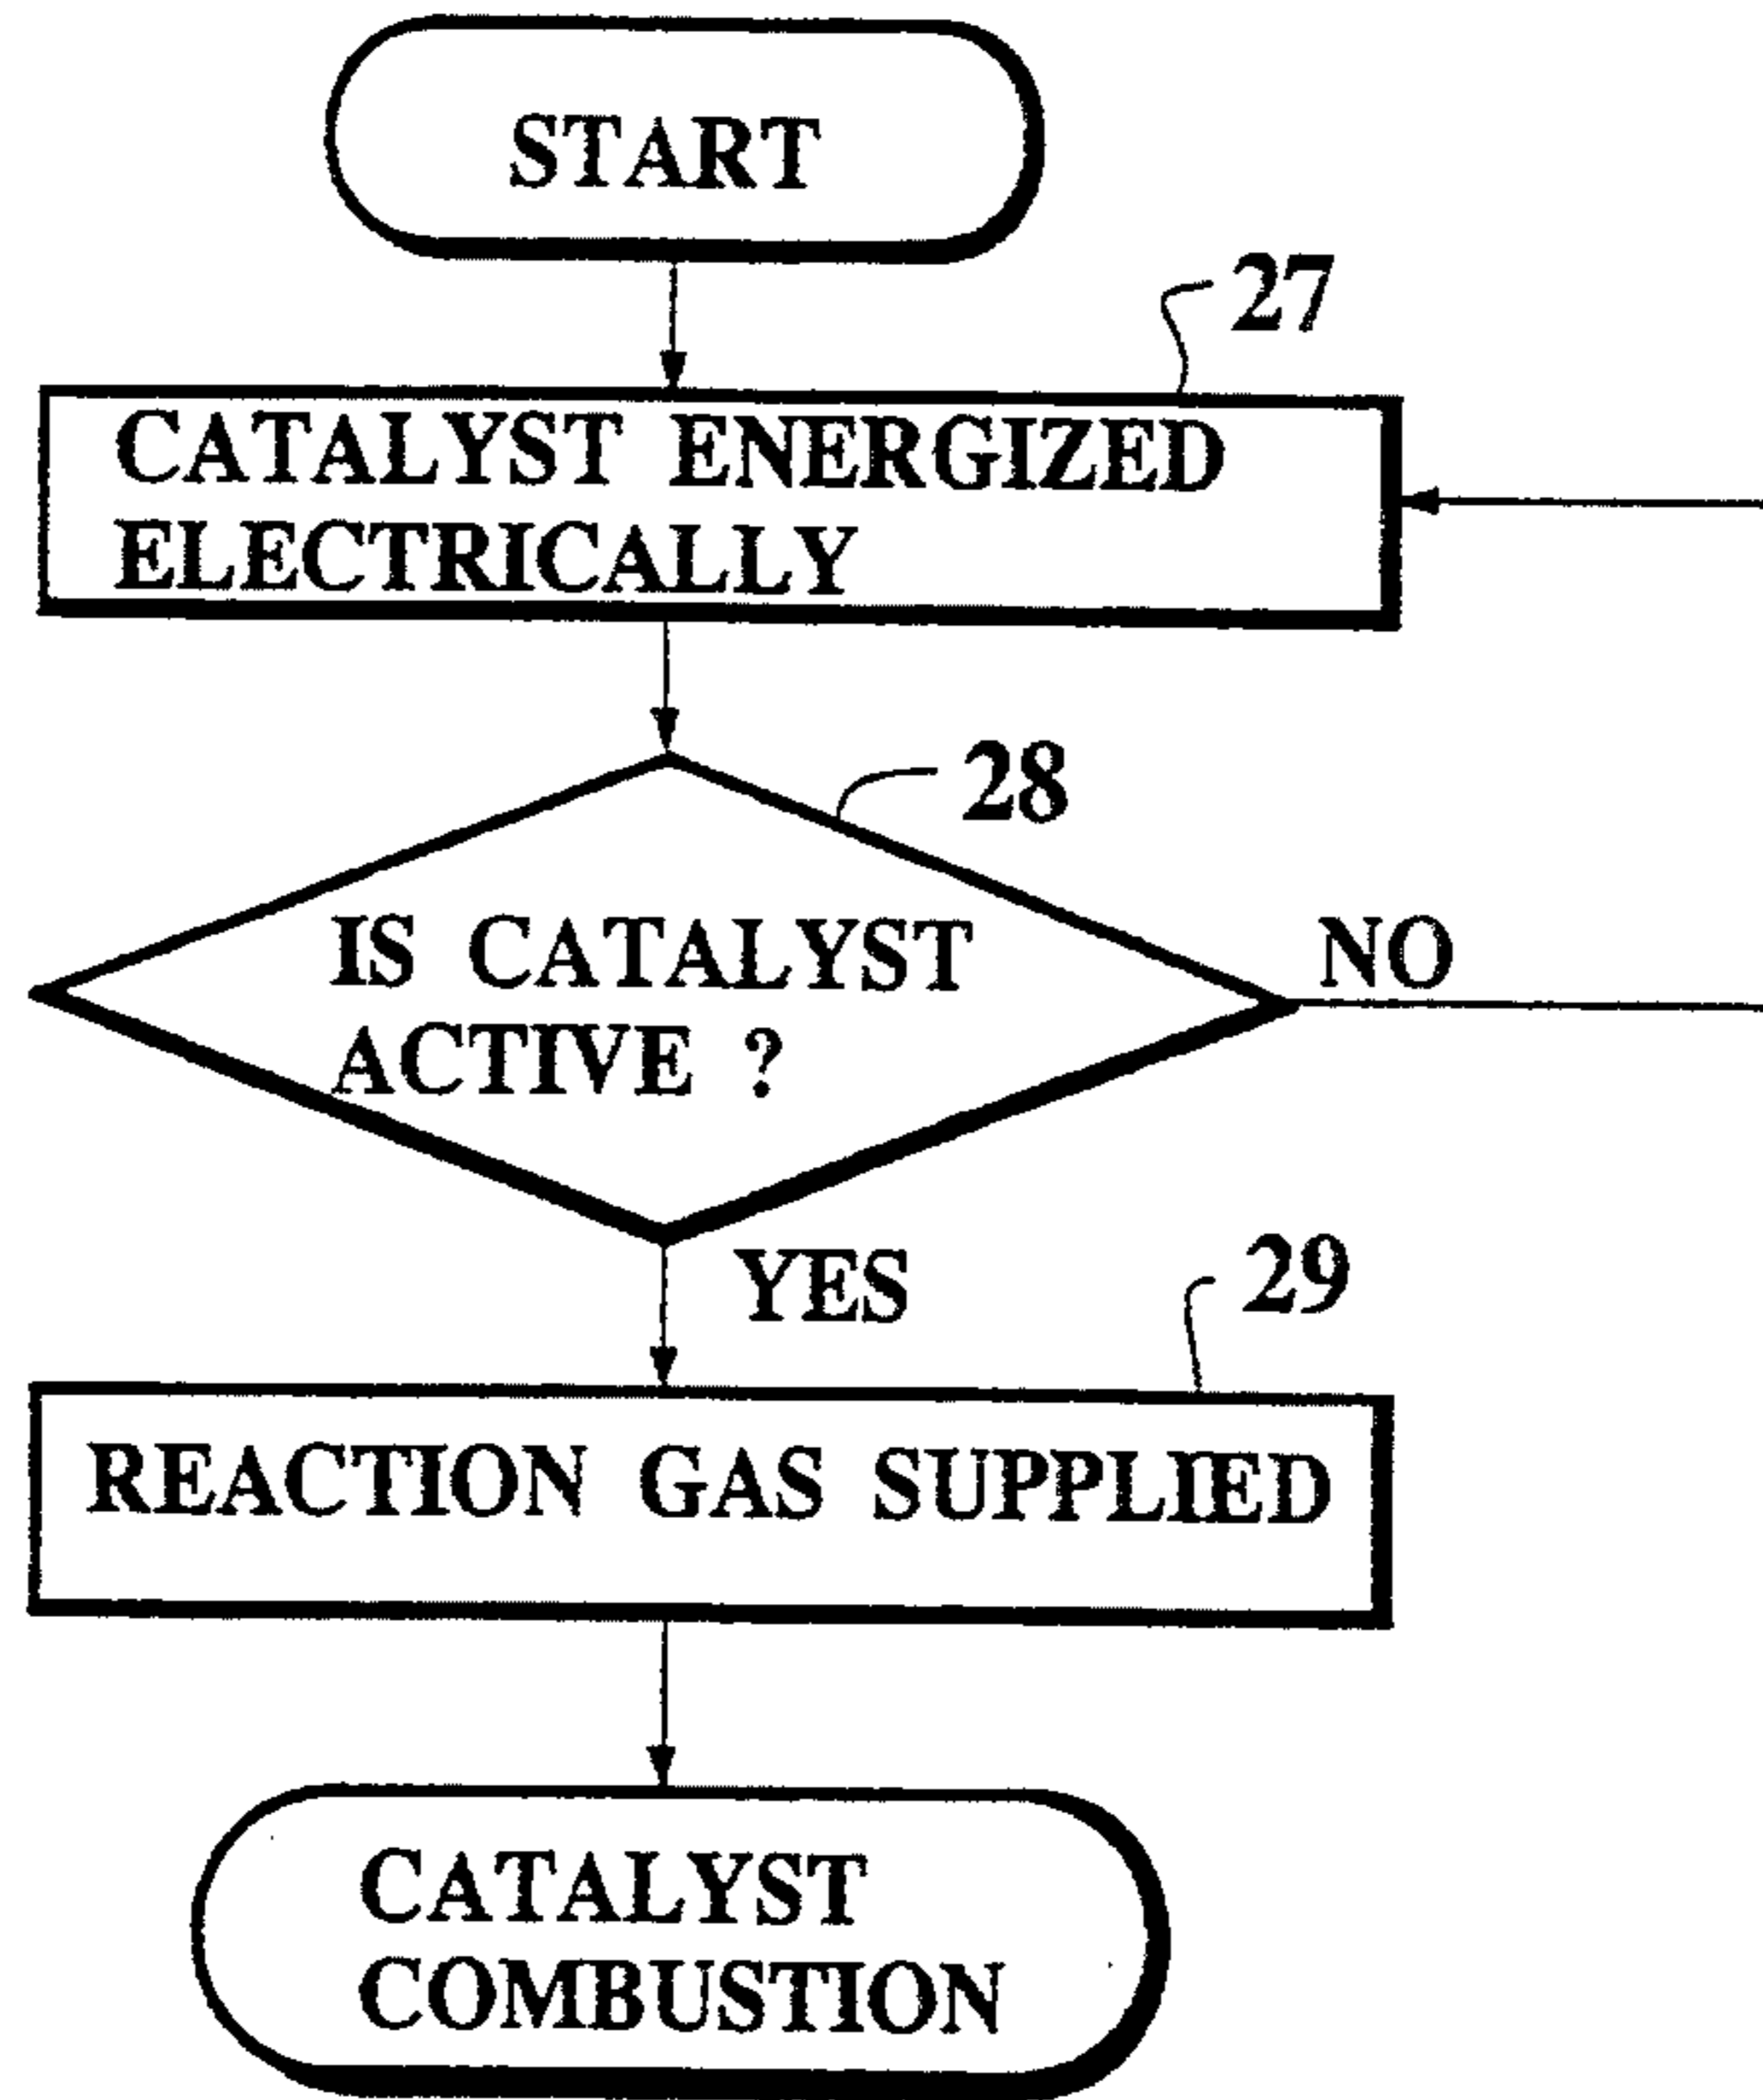 START
27
CATALYST ENERGIZED
ELECTRICALLY
28
IS CATALYST
ACTIVE ?
NO
YES
29
REACTION GAS SUPPLIED
CATALYST
COMBUSTION